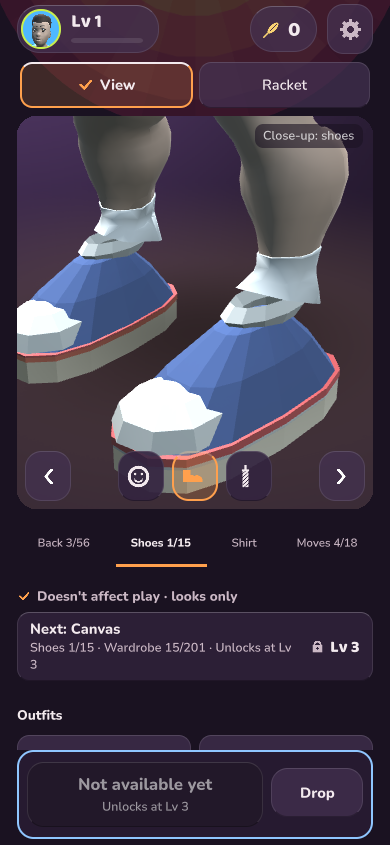 Lv 1
0
View
Racket
Close-up: shoes
Back 3/56
Shoes 1/15
Shirt
Moves 4/18
Doesn't affect play · looks only
Next: Canvas
Shoes 1/15 · Wardrobe 15/201 · Unlocks at Lv
3
Lv 3
Outfits
Not available yet
Unlocks at Lv 3
Drop